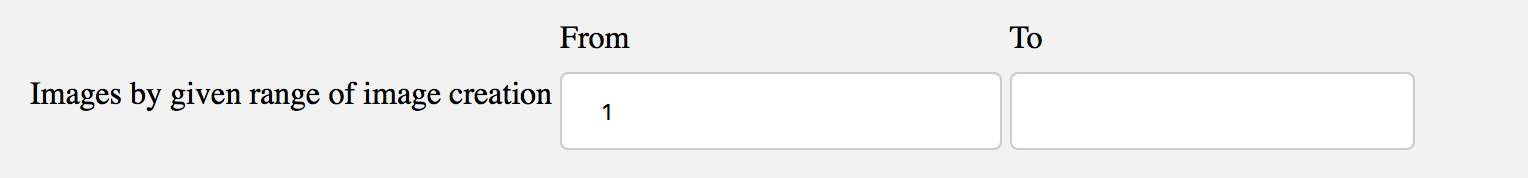 From To
Images by given range of image creation 1